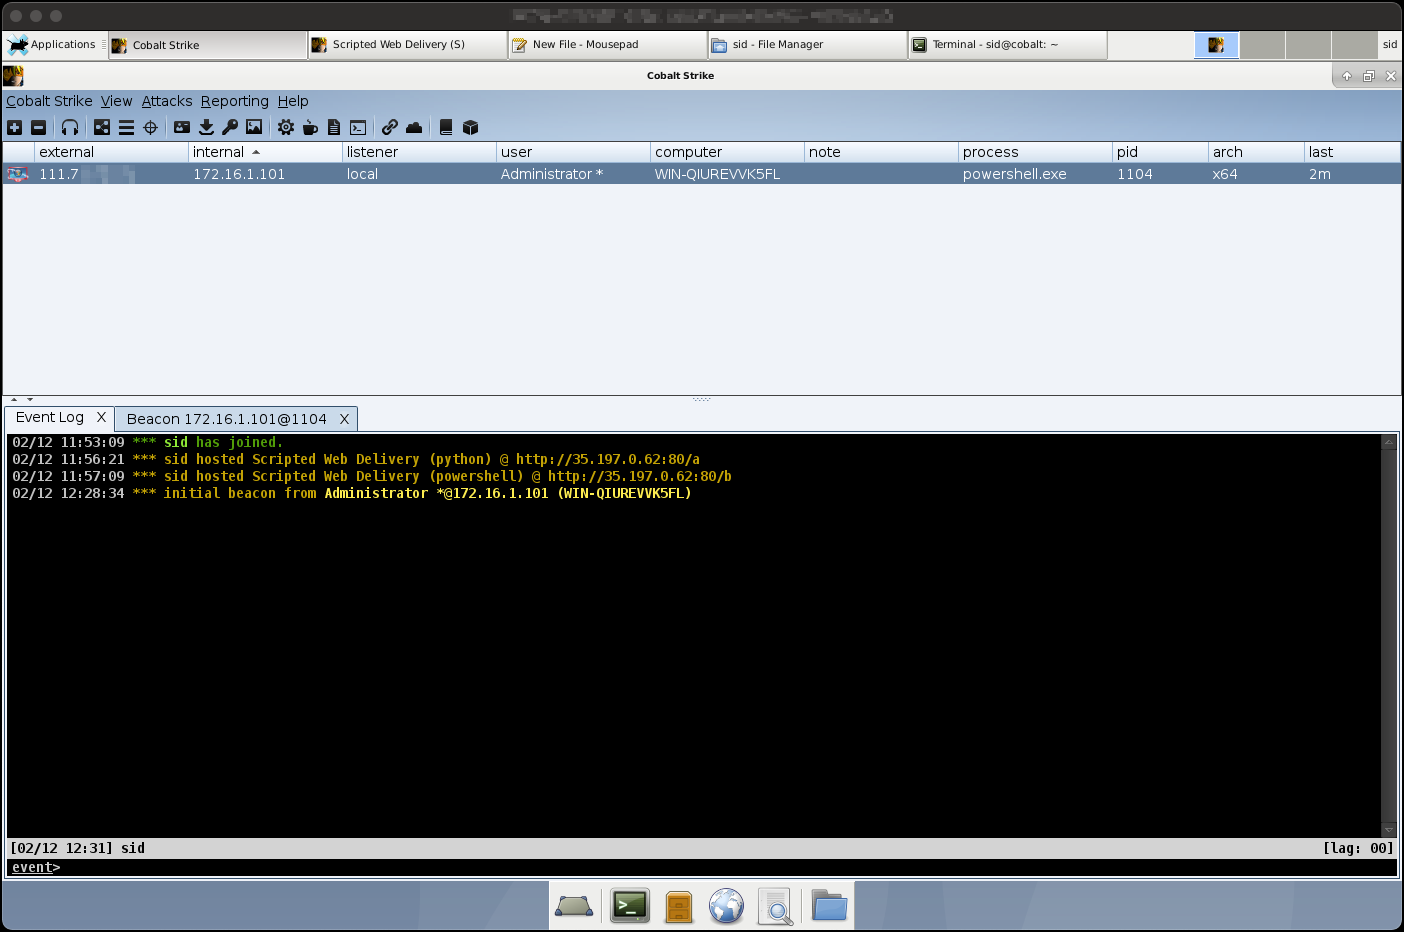 Applications
Cobalt Strike
Scripted Web Delivery (S)
New File - Mousepad
sid - File Manager
Terminal - sid@cobalt: ~
sid
Cobalt Strike
Cobalt Strike View Attacks Reporting Help
external internal listener user computer note process pid arch last
111.7 172.16.1.101 local Administrator * WIN-QIUREVVK5FL powershell.exe 1104 x64 2m
Event Log X Beacon 172.16.1.101@1104 X
02/12 11:53:09 *** sid has joined.
02/12 11:56:21 *** sid hosted Scripted Web Delivery (python) @ http://35.197.0.62:80/a
02/12 11:57:09 *** sid hosted Scripted Web Delivery (powershell) @ http://35.197.0.62:80/b
02/12 12:28:34 *** initial beacon from Administrator *@172.16.1.101 (WIN-QIUREVVK5FL)
[02/12 12:31] sid [lag: 00]
event>